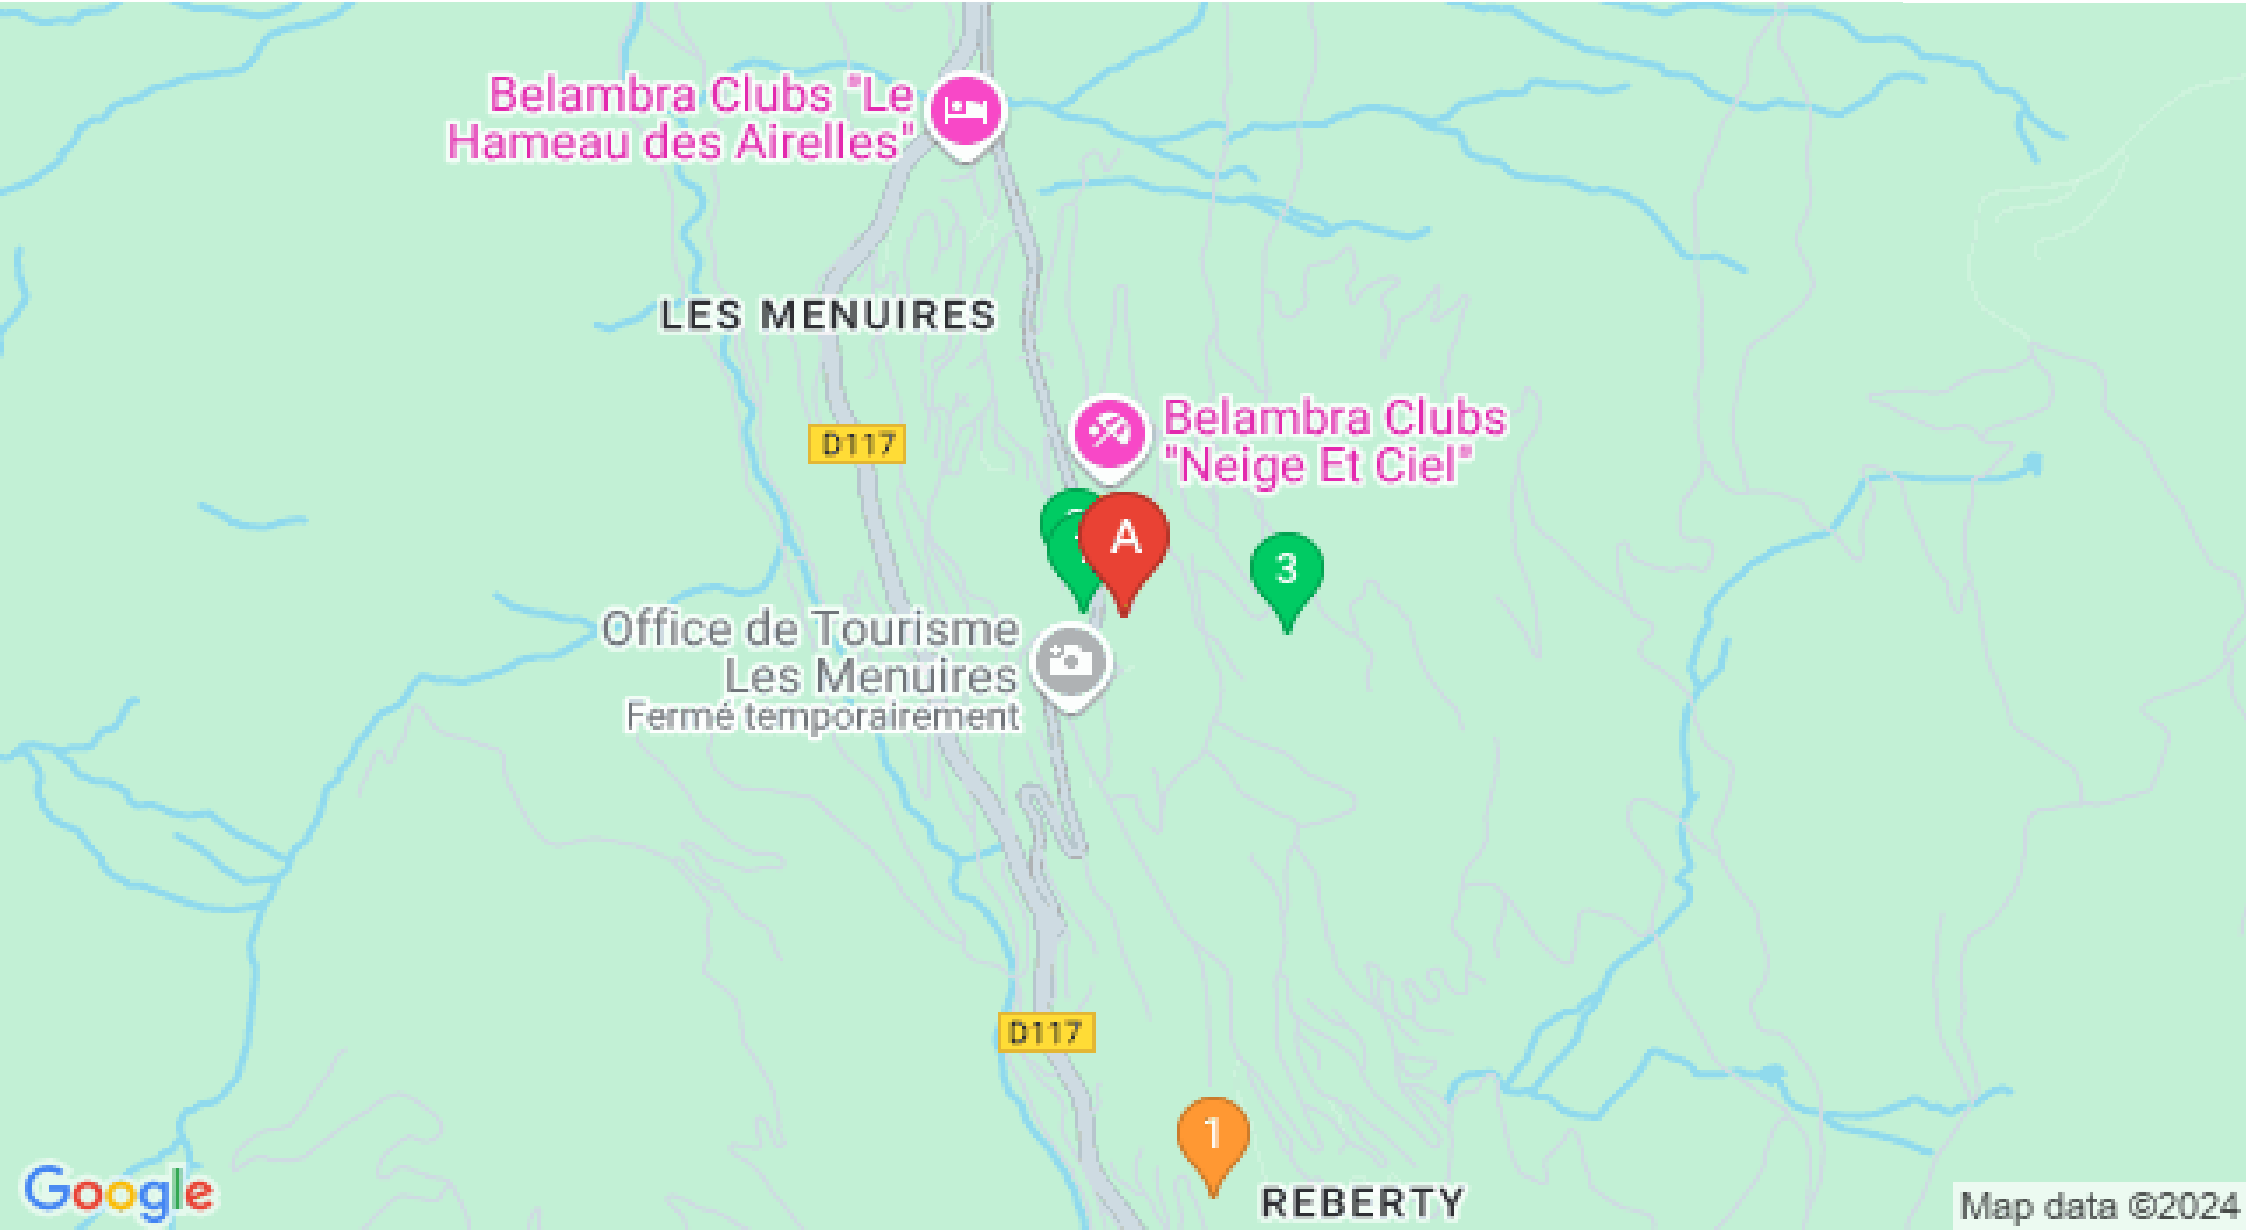 Belambra Clubs "Le
Hameau des Airelles"
LES MENUIRES
Belambra Clubs
"Neige Et Ciel"
D117
A
3
Office de Tourisme
Les Menuires
Fermé temporairement
D117
1
REBERTY
Google
Map data ©2024